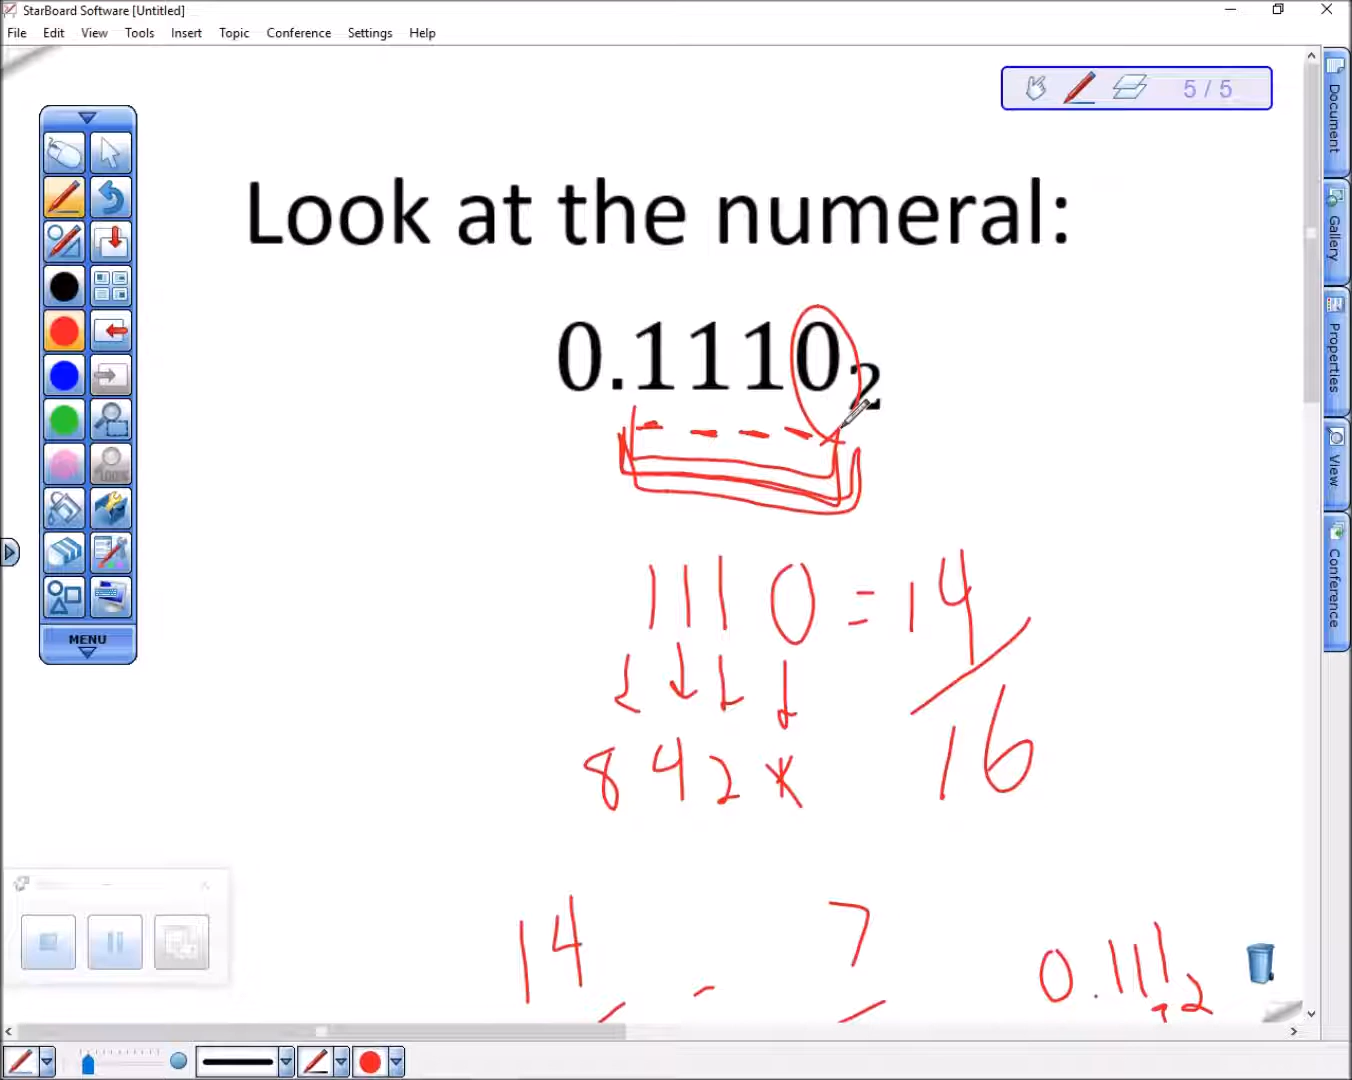 StarBoard Software [Untitled]
File Edit View Tools Insert Topic Conference Settings Help
5 / 5
Document
Gallery
Properties
View
Conference
MENU
Look at the numeral:
0.1110₂
1110 = 14
16
8 4 2 *
14 - 7
0.111₂